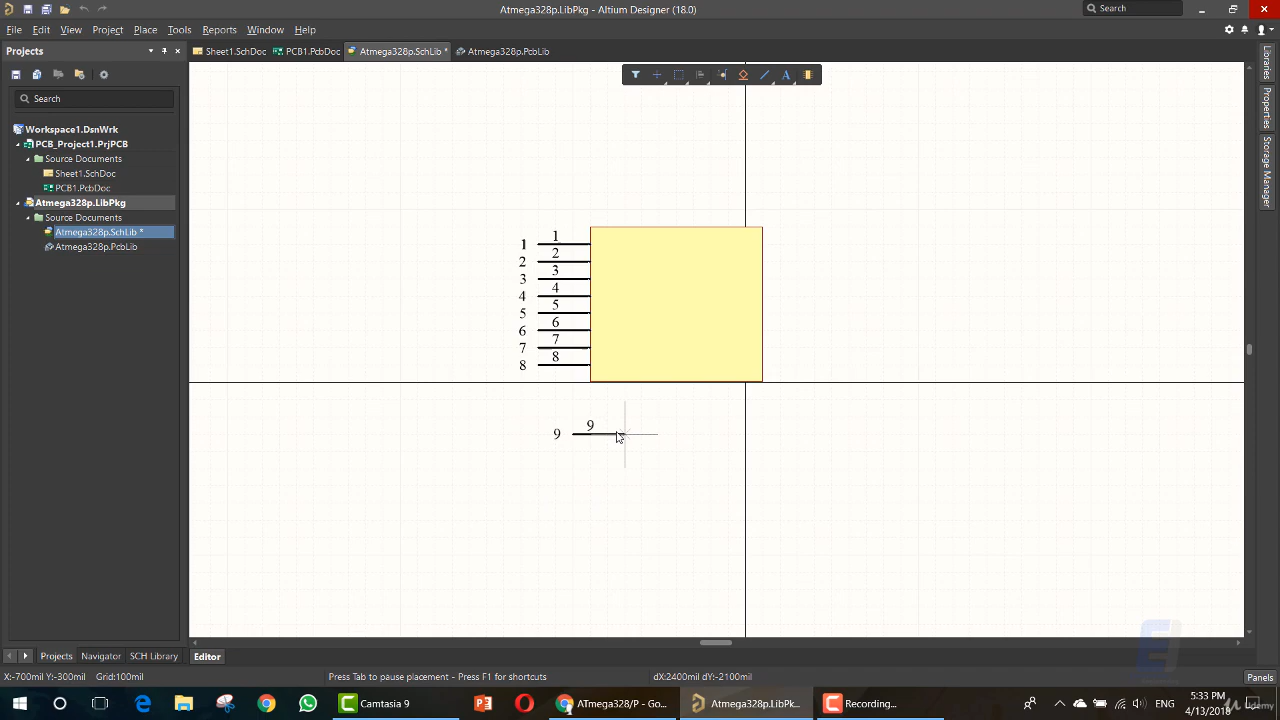 Atmega328p.LibPkg - Altium Designer (18.0)
Search
File Edit View Project Place Tools Reports Window Help
Projects
Sheet1.SchDoc
PCB1.PcbDoc
Atmega328p.SchLib *
Atmega328p.PcbLib
Search
Workspace1.DsnWrk
PCB_Project1.PrjPCB
Source Documents
Sheet1.SchDoc
PCB1.PcbDoc
Atmega328p.LibPkg
Source Documents
Atmega328p.SchLib *
Atmega328p.PcbLib
A
1 1
2 2
3 3
4 4
5 5
6 6
7 7
8 8
9 9
Libraries
Properties
Storage Manager
Projects Navigator SCH Library
Editor
X:-700mil Y:-300mil Grid:100mil
Press Tab to pause placement - Press F1 for shortcuts
dX:2400mil dY:-2100mil
Panels
Camtasia 9
ATmega328/P - Go...
Atmega328p.LibPk...
Recording...
ENG
5:33 PM
4/13/2018
Udemy